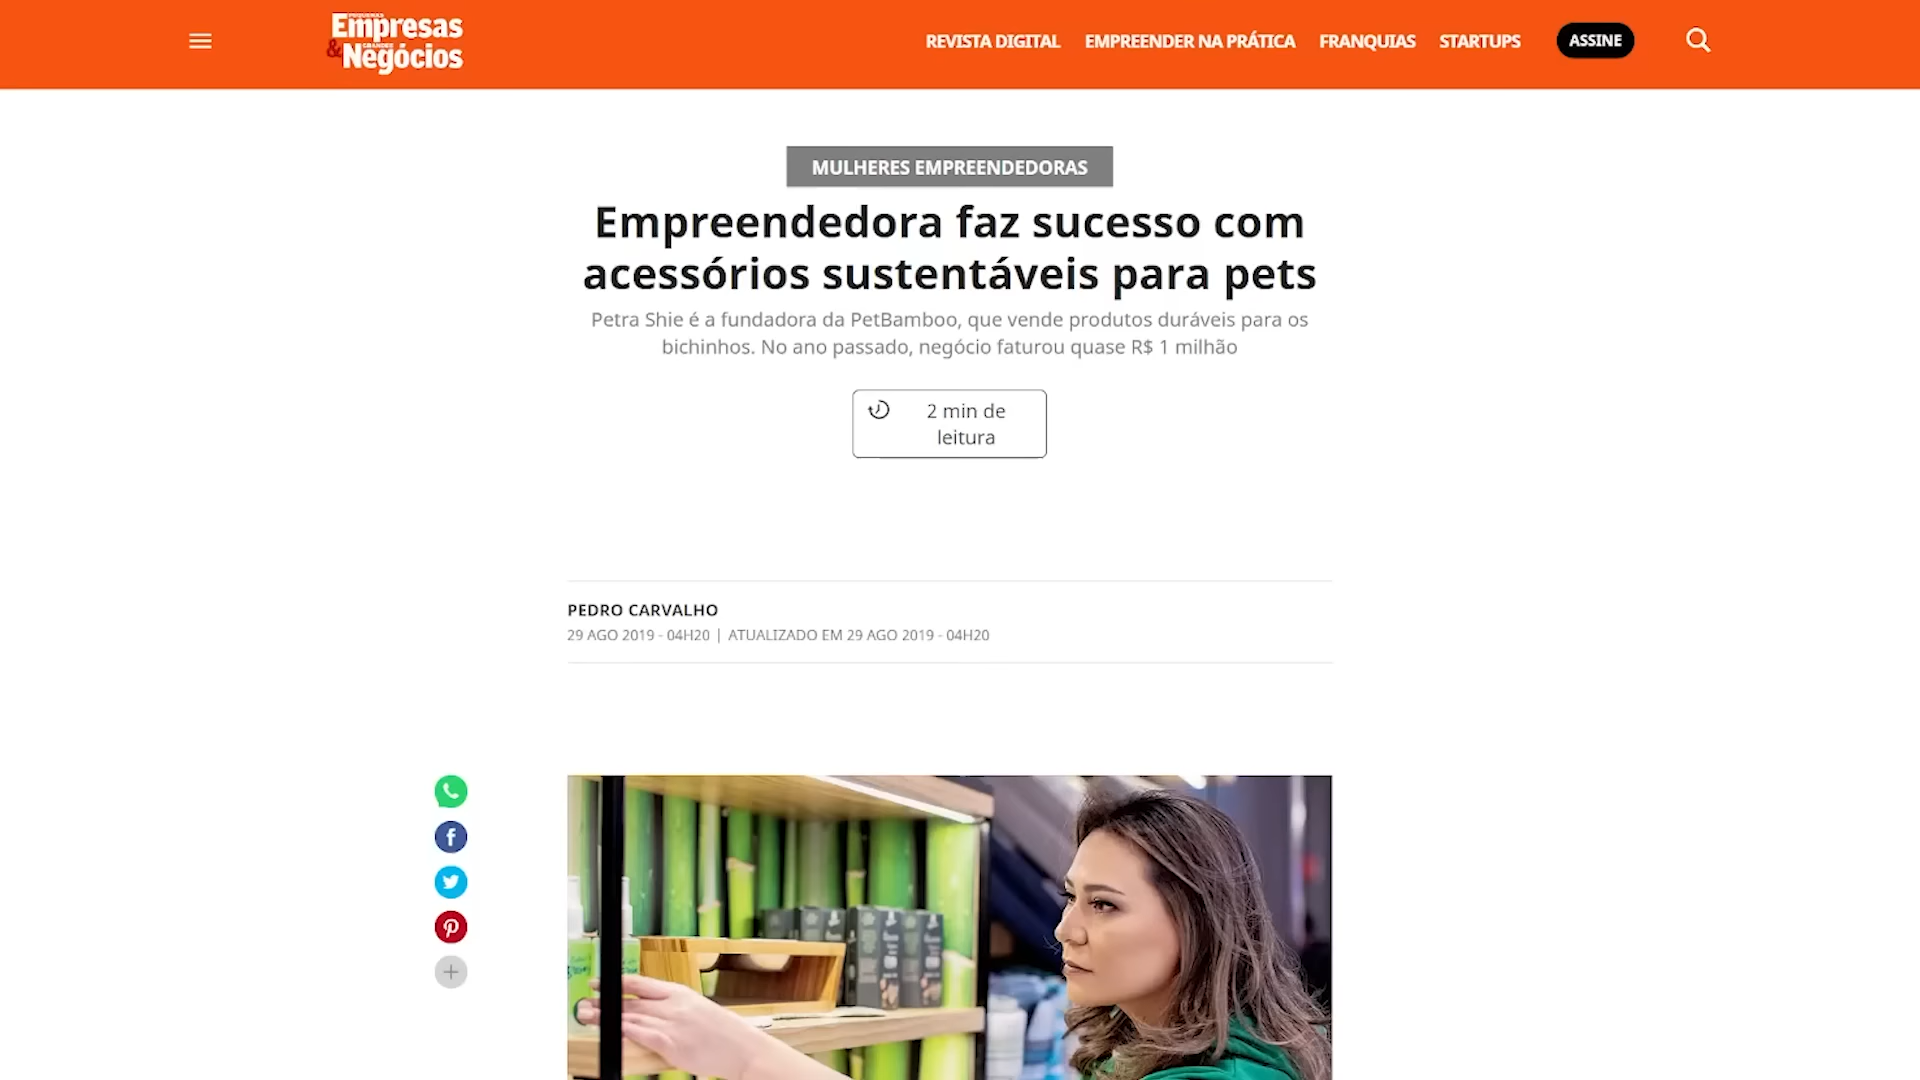 PEQUENAS
Empresas
& GRANDES
Negócios
REVISTA DIGITAL
EMPREENDER NA PRÁTICA
FRANQUIAS
STARTUPS
ASSINE
MULHERES EMPREENDEDORAS
Empreendedora faz sucesso com
acessórios sustentáveis para pets
Petra Shie é a fundadora da PetBamboo, que vende produtos duráveis para os
bichinhos. No ano passado, negócio faturou quase R$ 1 milhão
2 min de
leitura
PEDRO CARVALHO
29 AGO 2019 - 04H20 | ATUALIZADO EM 29 AGO 2019 - 04H20